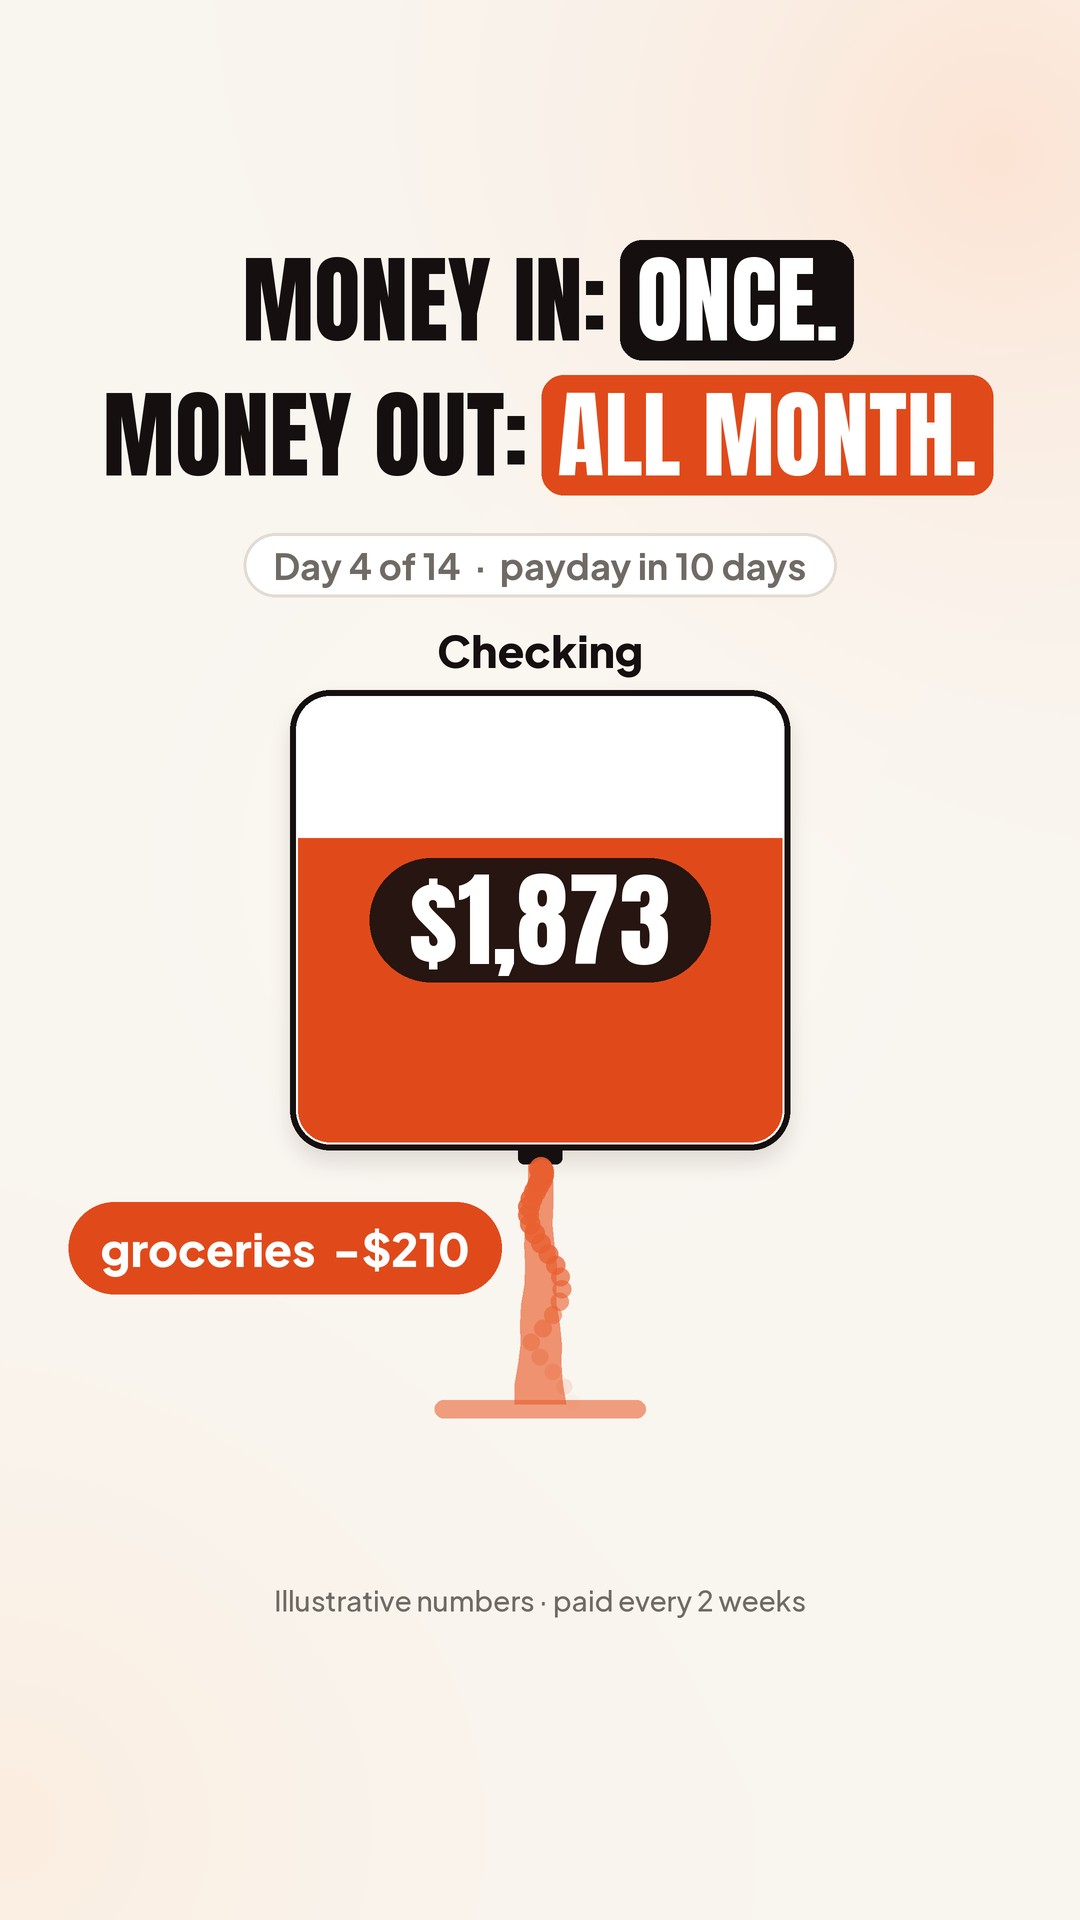 MONEY IN: ONCE.
MONEY OUT: ALL MONTH.
Day 4 of 14 · payday in 10 days
Checking
$1,873
groceries –$210
Illustrative numbers · paid every 2 weeks